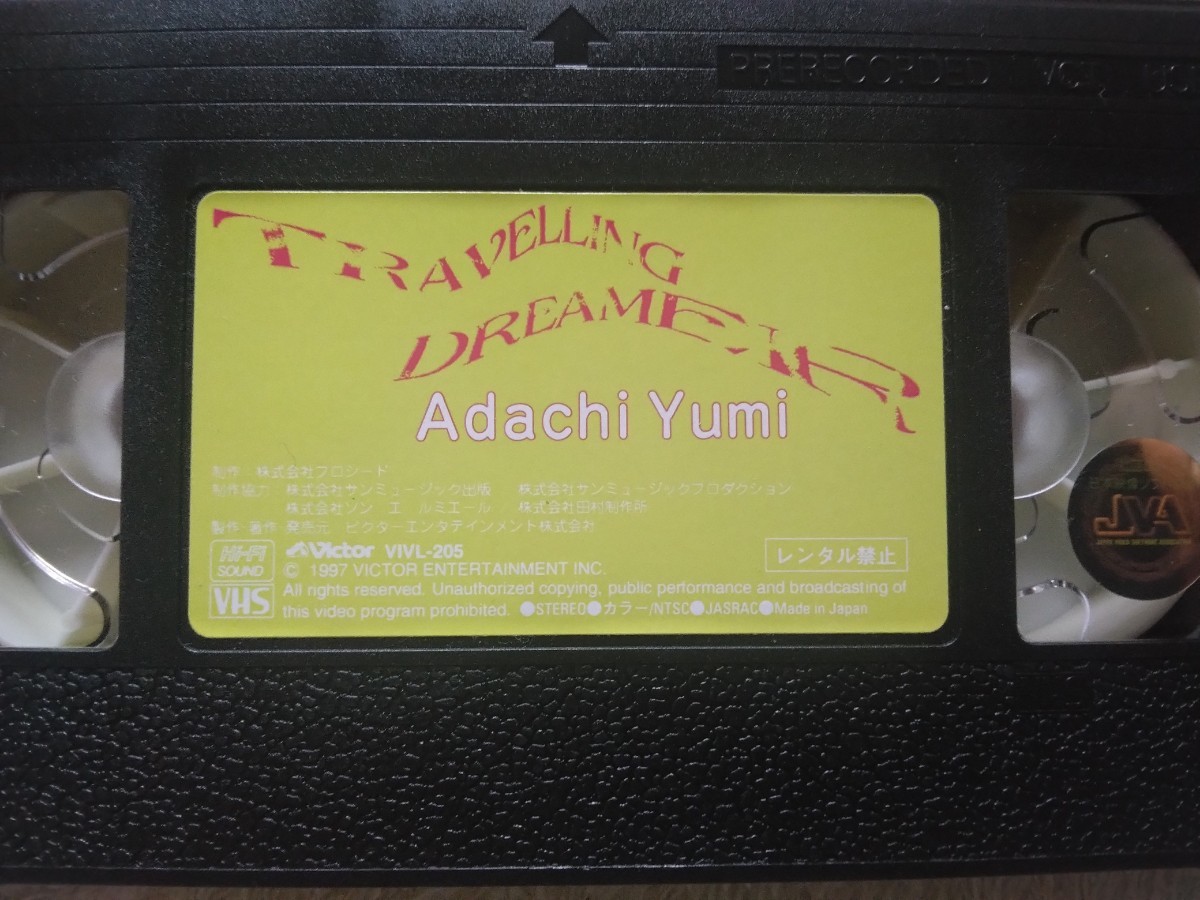 PRERECORDED
TRAVELLING
DREAMER
Adachi Yumi
制作：株式会社プロシード
制作協力 株式会社サンミュージック出版 株式会社サンミュージックプロダクション
株式会社ソン エ ルミエール 株式会社田村制作所
製作・著作 発売元 ビクターエンタテインメント株式会社
Hi-Fi
SOUND
Victor VIVL-205
レンタル禁止
© 1997 VICTOR ENTERTAINMENT INC.
VHS
All rights reserved. Unauthorized copying, public performance and broadcasting of
this video program prohibited. ●STEREO●カラー/NTSC●JASRAC●Made in Japan
JVA